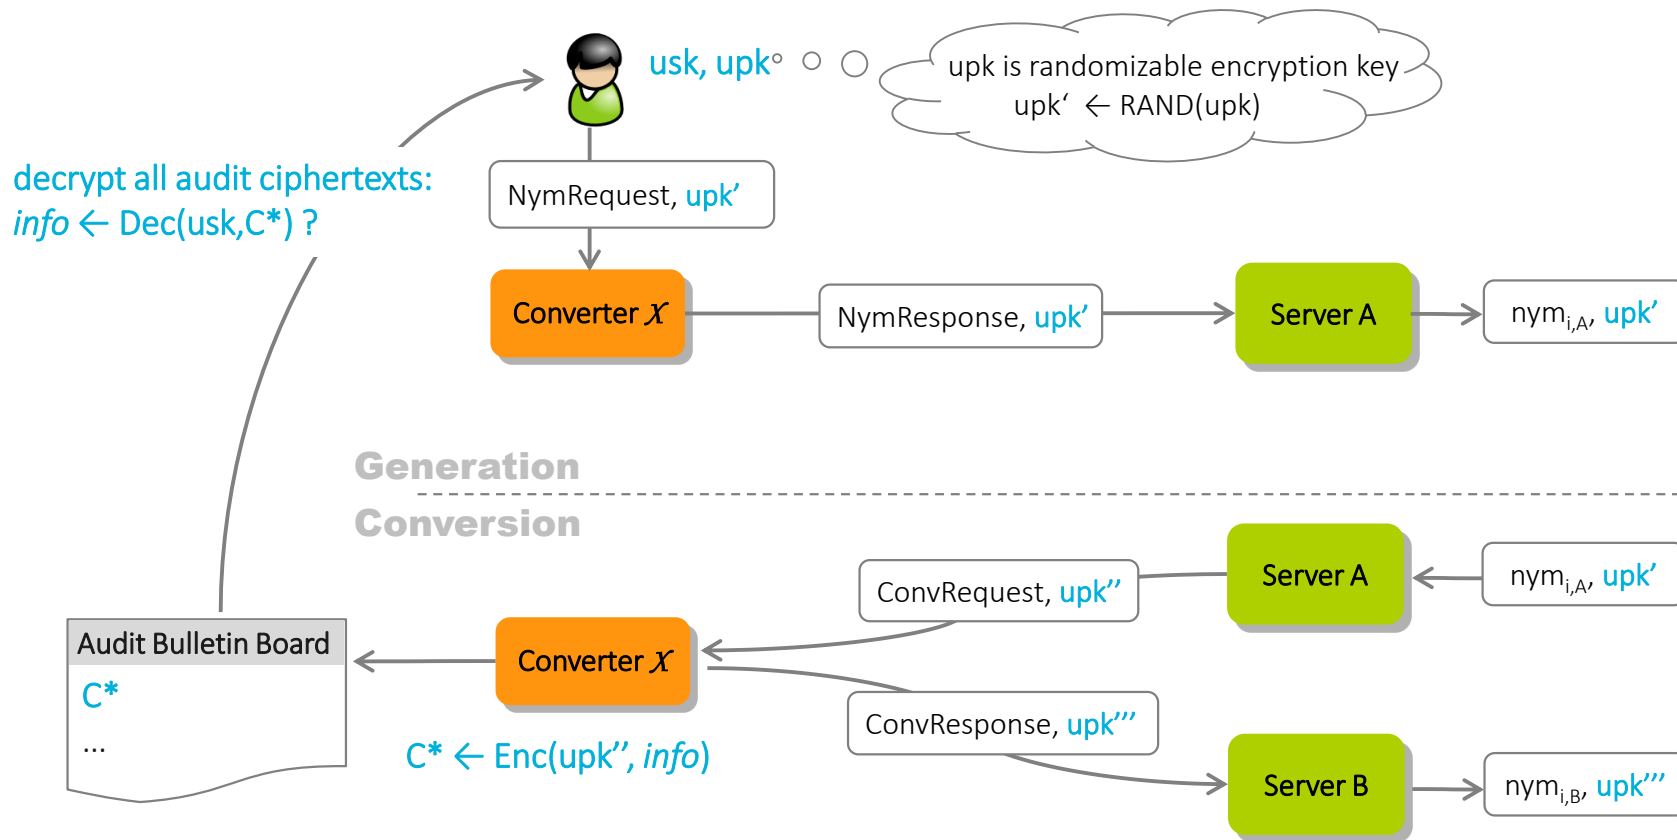 usk, upk
upk is randomizable encryption key
upk‘ ← RAND(upk)
decrypt all audit ciphertexts:
info ← Dec(usk,C*) ?
NymRequest, upk’
Converter X
NymResponse, upk’
Server A
nymi,A, upk’
Generation
Conversion
Server A
nymi,A, upk’
ConvRequest, upk’’
Audit Bulletin Board
C*
...
Converter X
C* ← Enc(upk’’, info)
ConvResponse, upk’’’
Server B
nymi,B, upk’’’